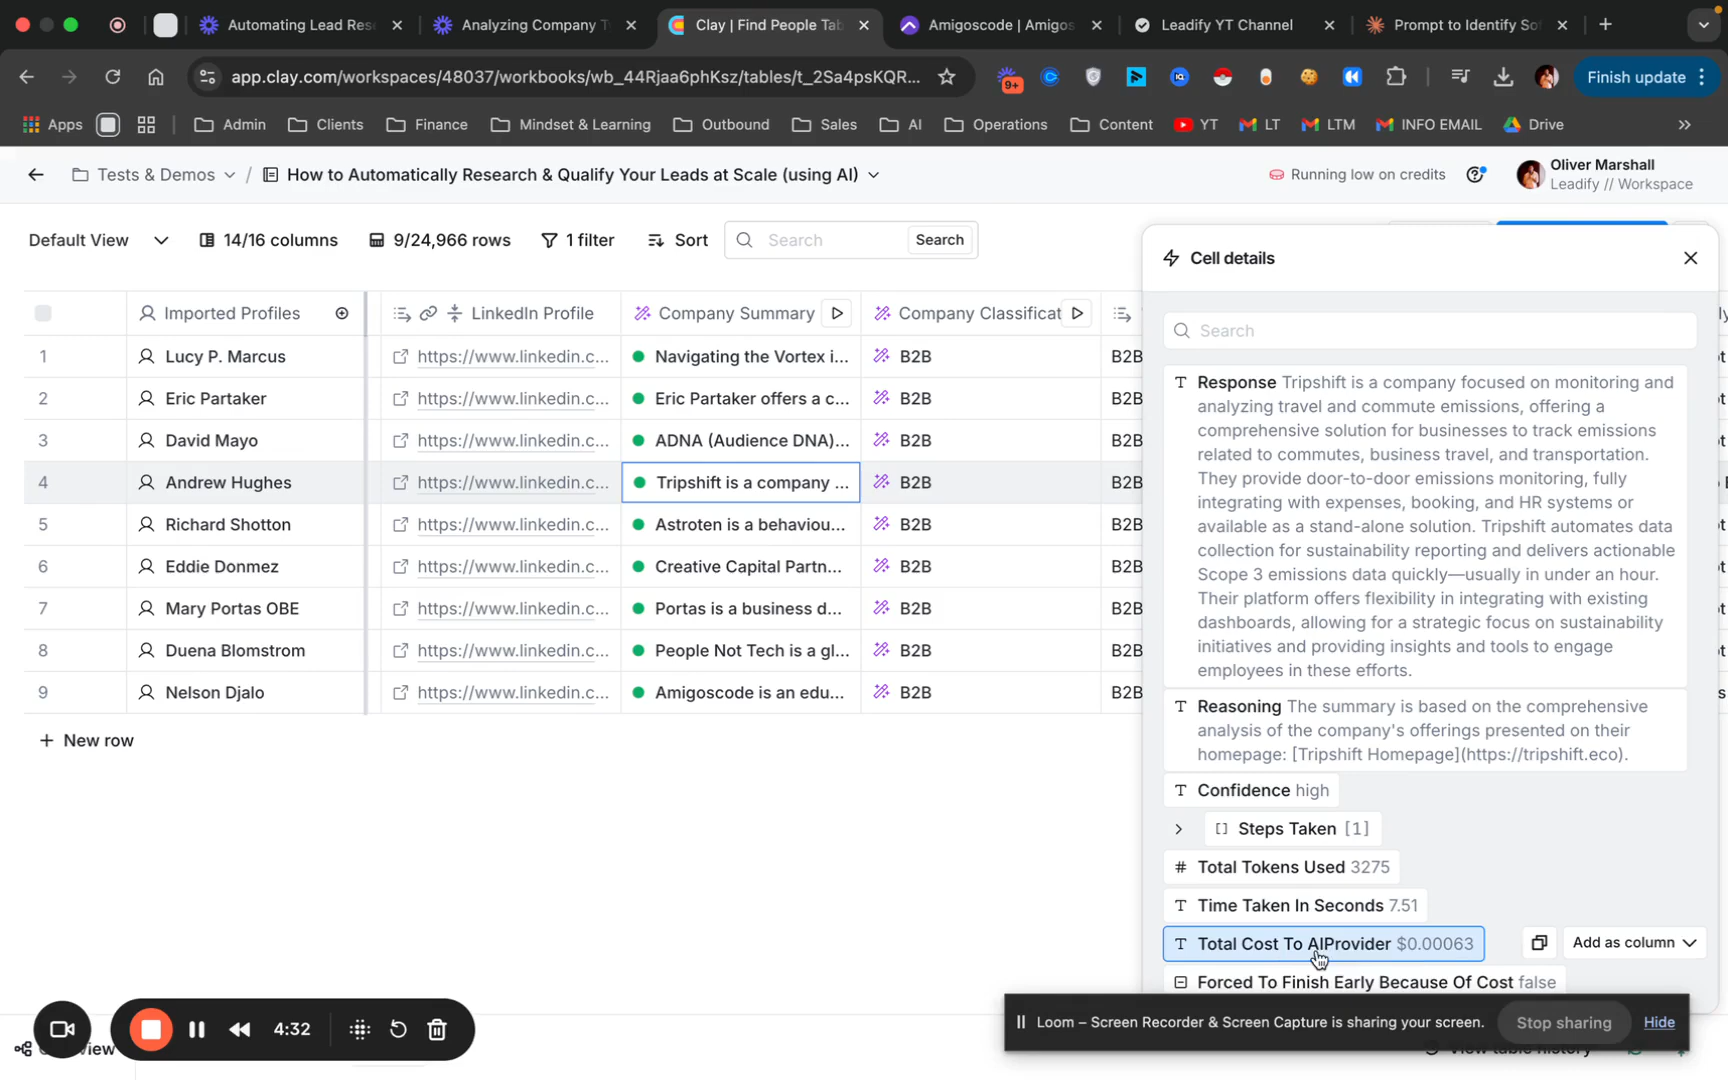 Automating Lead Res
Analyzing Company T
Clay | Find People Tab
Amigoscode | Amigos
Leadify YT Channel
Prompt to Identify Sof
app.clay.com/workspaces/48037/workbooks/wb_44Rjaa6phKsz/tables/t_2Sa4psKQR...
9+
Finish update
Apps
Admin
Clients
Finance
Mindset & Learning
Outbound
Sales
AI
Operations
Content
YT
LT
LTM
INFO EMAIL
Drive
Tests & Demos
/
How to Automatically Research & Qualify Your Leads at Scale (using AI)
Running low on credits
Oliver Marshall
Leadify // Workspace
Default View
14/16 columns
9/24,966 rows
1 filter
Sort
Search
Search
Imported Profiles
LinkedIn Profile
Company Summary
Company Classificat
1 Lucy P. Marcus https://www.linkedin.c... Navigating the Vortex i... B2B B2B
2 Eric Partaker https://www.linkedin.c... Eric Partaker offers a c... B2B B2B
3 David Mayo https://www.linkedin.c... ADNA (Audience DNA)... B2B B2B
4 Andrew Hughes https://www.linkedin.c... Tripshift is a company ... B2B B2B
5 Richard Shotton https://www.linkedin.c... Astroten is a behaviou... B2B B2B
6 Eddie Donmez https://www.linkedin.c... Creative Capital Partn... B2B B2B
7 Mary Portas OBE https://www.linkedin.c... Portas is a business d... B2B B2B
8 Duena Blomstrom https://www.linkedin.c... People Not Tech is a gl... B2B B2B
9 Nelson Djalo https://www.linkedin.c... Amigoscode is an edu... B2B B2B
+ New row
Cell details
Search
Response Tripshift is a company focused on monitoring and
analyzing travel and commute emissions, offering a
comprehensive solution for businesses to track emissions
related to commutes, business travel, and transportation.
They provide door-to-door emissions monitoring, fully
integrating with expenses, booking, and HR systems or
available as a stand-alone solution. Tripshift automates data
collection for sustainability reporting and delivers actionable
Scope 3 emissions data quickly—usually in under an hour.
Their platform offers flexibility in integrating with existing
dashboards, allowing for a strategic focus on sustainability
initiatives and providing insights and tools to engage
employees in these efforts.
Reasoning The summary is based on the comprehensive
analysis of the company's offerings presented on their
homepage: [Tripshift Homepage](https://tripshift.eco).
Confidence high
Steps Taken [1]
# Total Tokens Used 3275
Time Taken In Seconds 7.51
Total Cost To AIProvider $0.00063
Add as column
Forced To Finish Early Because Of Cost false
4:32
Loom – Screen Recorder & Screen Capture is sharing your screen.
Stop sharing
Hide
View table history